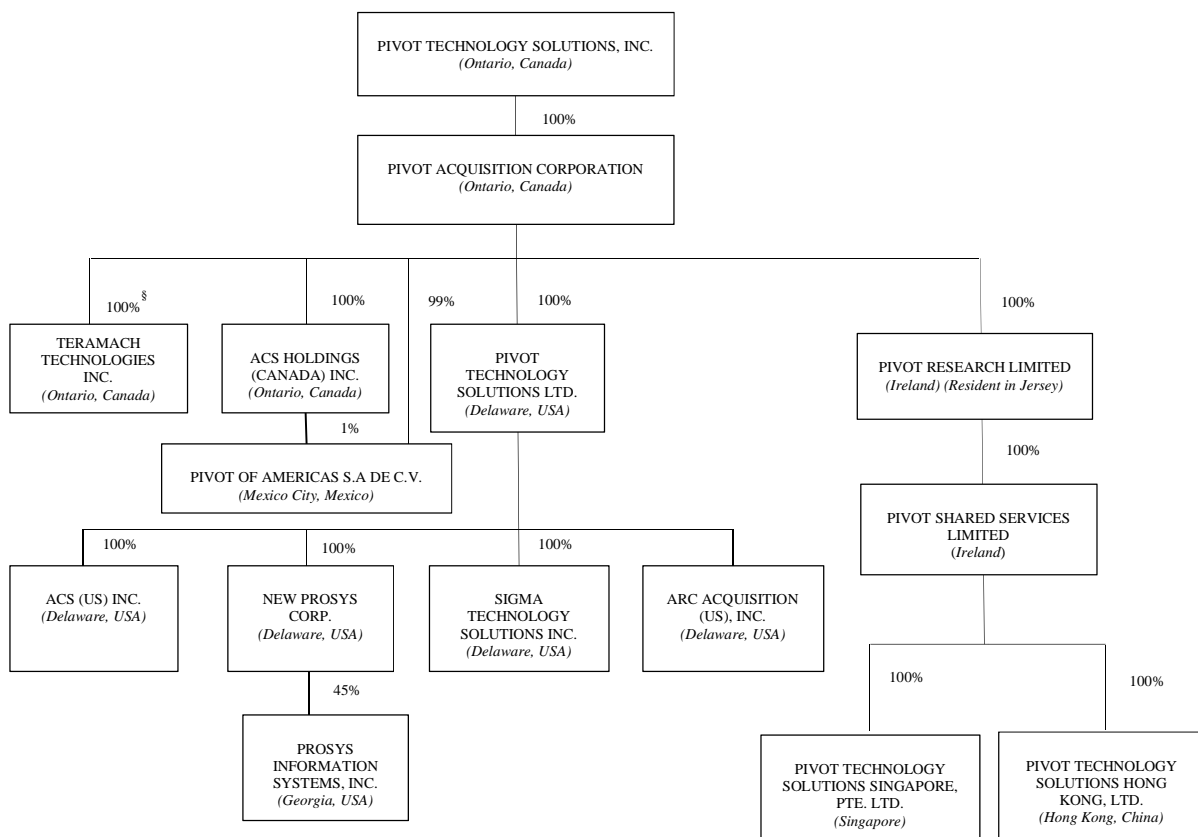 PIVOT TECHNOLOGY SOLUTIONS, INC.
(Ontario, Canada)
100%
PIVOT ACQUISITION CORPORATION
(Ontario, Canada)
100% §
100%
99%
100%
100%
TERAMACH
TECHNOLOGIES
INC.
(Ontario, Canada)
ACS HOLDINGS
(CANADA) INC.
(Ontario, Canada)
PIVOT
TECHNOLOGY
SOLUTIONS LTD.
(Delaware, USA)
PIVOT RESEARCH LIMITED
(Ireland) (Resident in Jersey)
1%
100%
PIVOT OF AMERICAS S.A DE C.V.
(Mexico City, Mexico)
PIVOT SHARED SERVICES
LIMITED
(Ireland)
100%
100%
100%
100%
ACS (US) INC.
(Delaware, USA)
NEW PROSYS
CORP.
(Delaware, USA)
SIGMA
TECHNOLOGY
SOLUTIONS INC.
(Delaware, USA)
ARC ACQUISITION
(US), INC.
(Delaware, USA)
45%
100%
100%
PROSYS
INFORMATION
SYSTEMS, INC.
(Georgia, USA)
PIVOT TECHNOLOGY
SOLUTIONS SINGAPORE,
PTE. LTD.
(Singapore)
PIVOT TECHNOLOGY
SOLUTIONS HONG
KONG, LTD.
(Hong Kong, China)